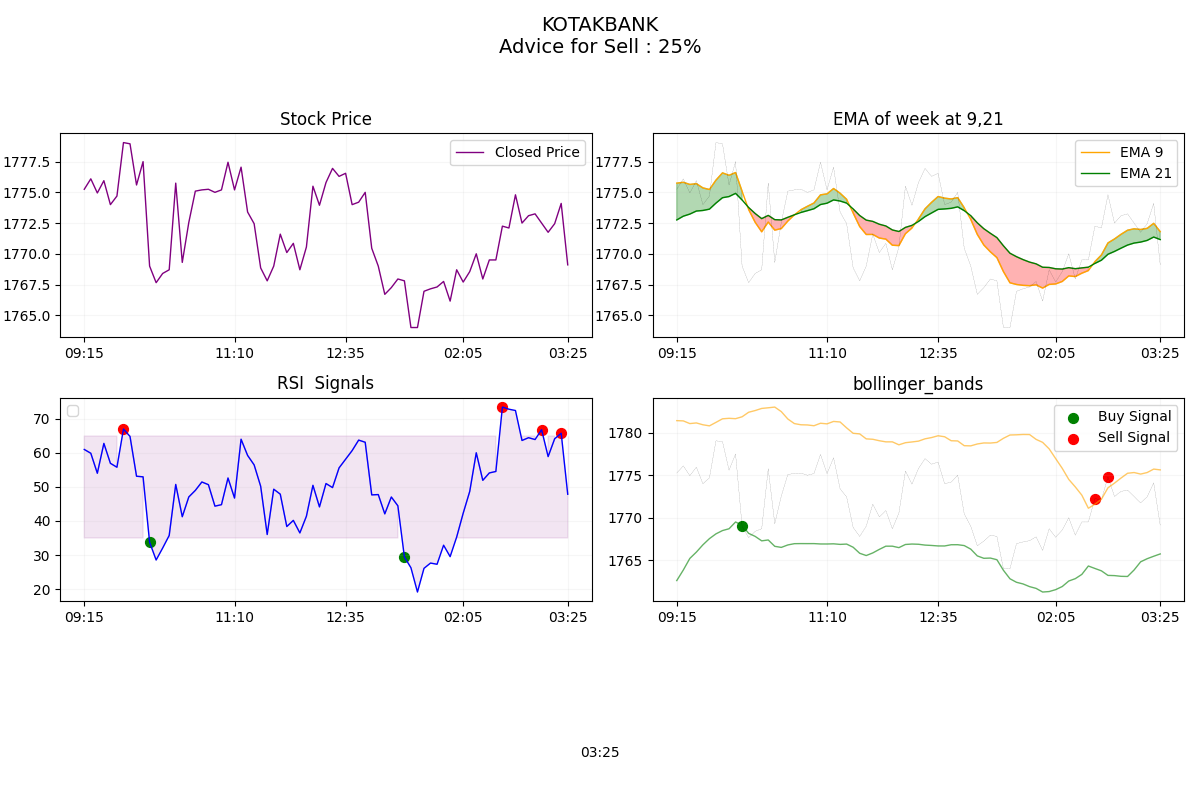 KOTAKBANK
Advice for Sell : 25%
Stock Price
1777.5
1775.0
1772.5
1770.0
1767.5
1765.0
Closed Price
09:15 11:10 12:35 02:05 03:25
EMA of week at 9,21
1777.5
1775.0
1772.5
1770.0
1767.5
1765.0
EMA 9
EMA 21
09:15 11:10 12:35 02:05 03:25
RSI  Signals
70
60
50
40
30
20
09:15 11:10 12:35 02:05 03:25
bollinger_bands
1780
1775
1770
1765
Buy Signal
Sell Signal
09:15 11:10 12:35 02:05 03:25
03:25